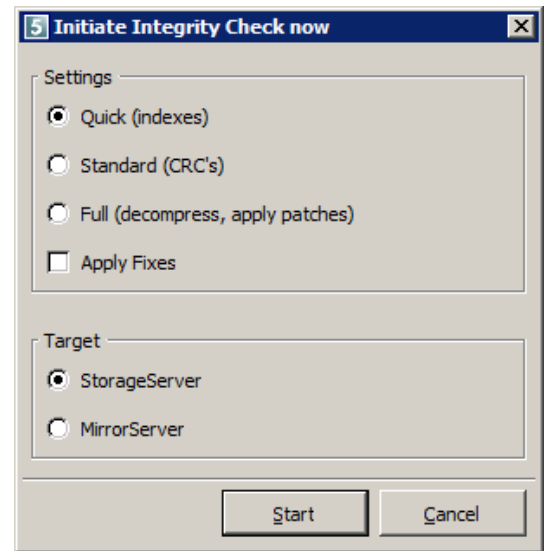 5 Initiate Integrity Check now
Settings
Quick (indexes)
Standard (CRC's)
Full (decompress, apply patches)
Apply Fixes
Target
StorageServer
MirrorServer
Start Cancel